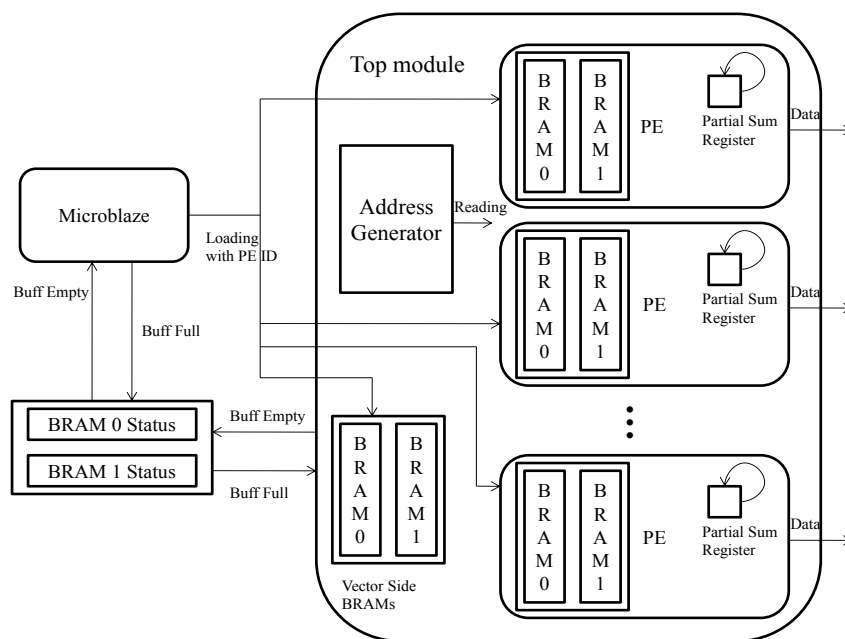 Top module
B
R
A
M
0
B
R
A
M
1
PE
Partial Sum
Register
Data
Microblaze
Loading
with PE ID
Address
Generator
Reading
Buff Empty
Buff Full
B
R
A
M
0
B
R
A
M
1
PE
Partial Sum
Register
Data
BRAM 0 Status
BRAM 1 Status
Buff Empty
Buff Full
B
R
A
M
0
B
R
A
M
1
Vector Side
BRAMs
B
R
A
M
0
B
R
A
M
1
PE
Partial Sum
Register
Data